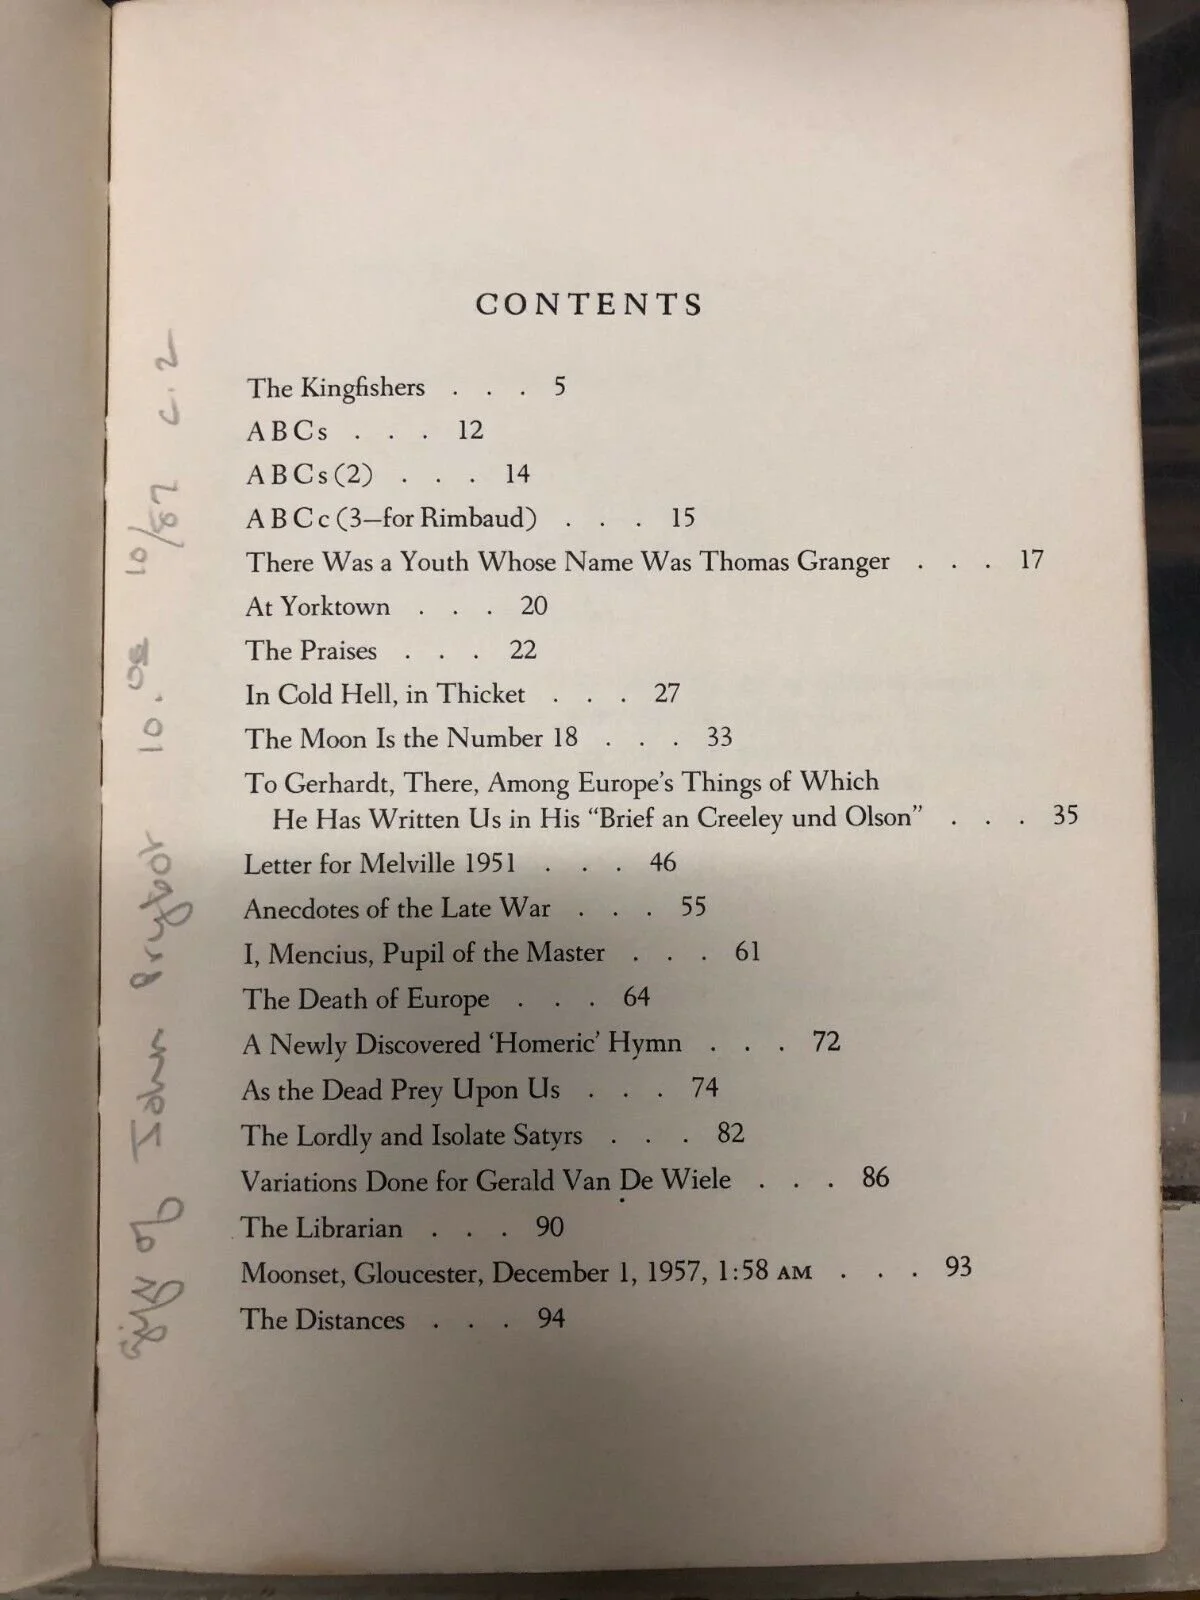 CONTENTS
The Kingfishers . . . 5
A B C s . . . 12
A B C s (2) . . . 14
A B C c (3—for Rimbaud) . . . 15
There Was a Youth Whose Name Was Thomas Granger . . . 17
At Yorktown . . . 20
The Praises . . . 22
In Cold Hell, in Thicket . . . 27
The Moon Is the Number 18 . . . 33
To Gerhardt, There, Among Europe's Things of Which
He Has Written Us in His “Brief an Creeley und Olson” . . . 35
Letter for Melville 1951 . . . 46
Anecdotes of the Late War . . . 55
I, Mencius, Pupil of the Master . . . 61
The Death of Europe . . . 64
A Newly Discovered ‘Homeric’ Hymn . . . 72
As the Dead Prey Upon Us . . . 74
The Lordly and Isolate Satyrs . . . 82
Variations Done for Gerald Van De Wiele . . . 86
The Librarian . . . 90
Moonset, Gloucester, December 1, 1957, 1:58 AM . . . 93
The Distances . . . 94
gift of John 10. 10/87 c.2